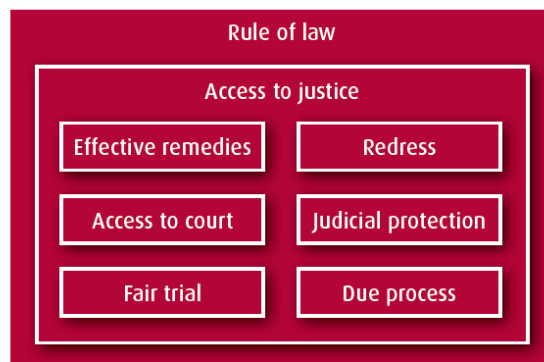 Rule of law
Access to justice
Effective remedies
Redress
Access to court
Judicial protection
Fair trial
Due process